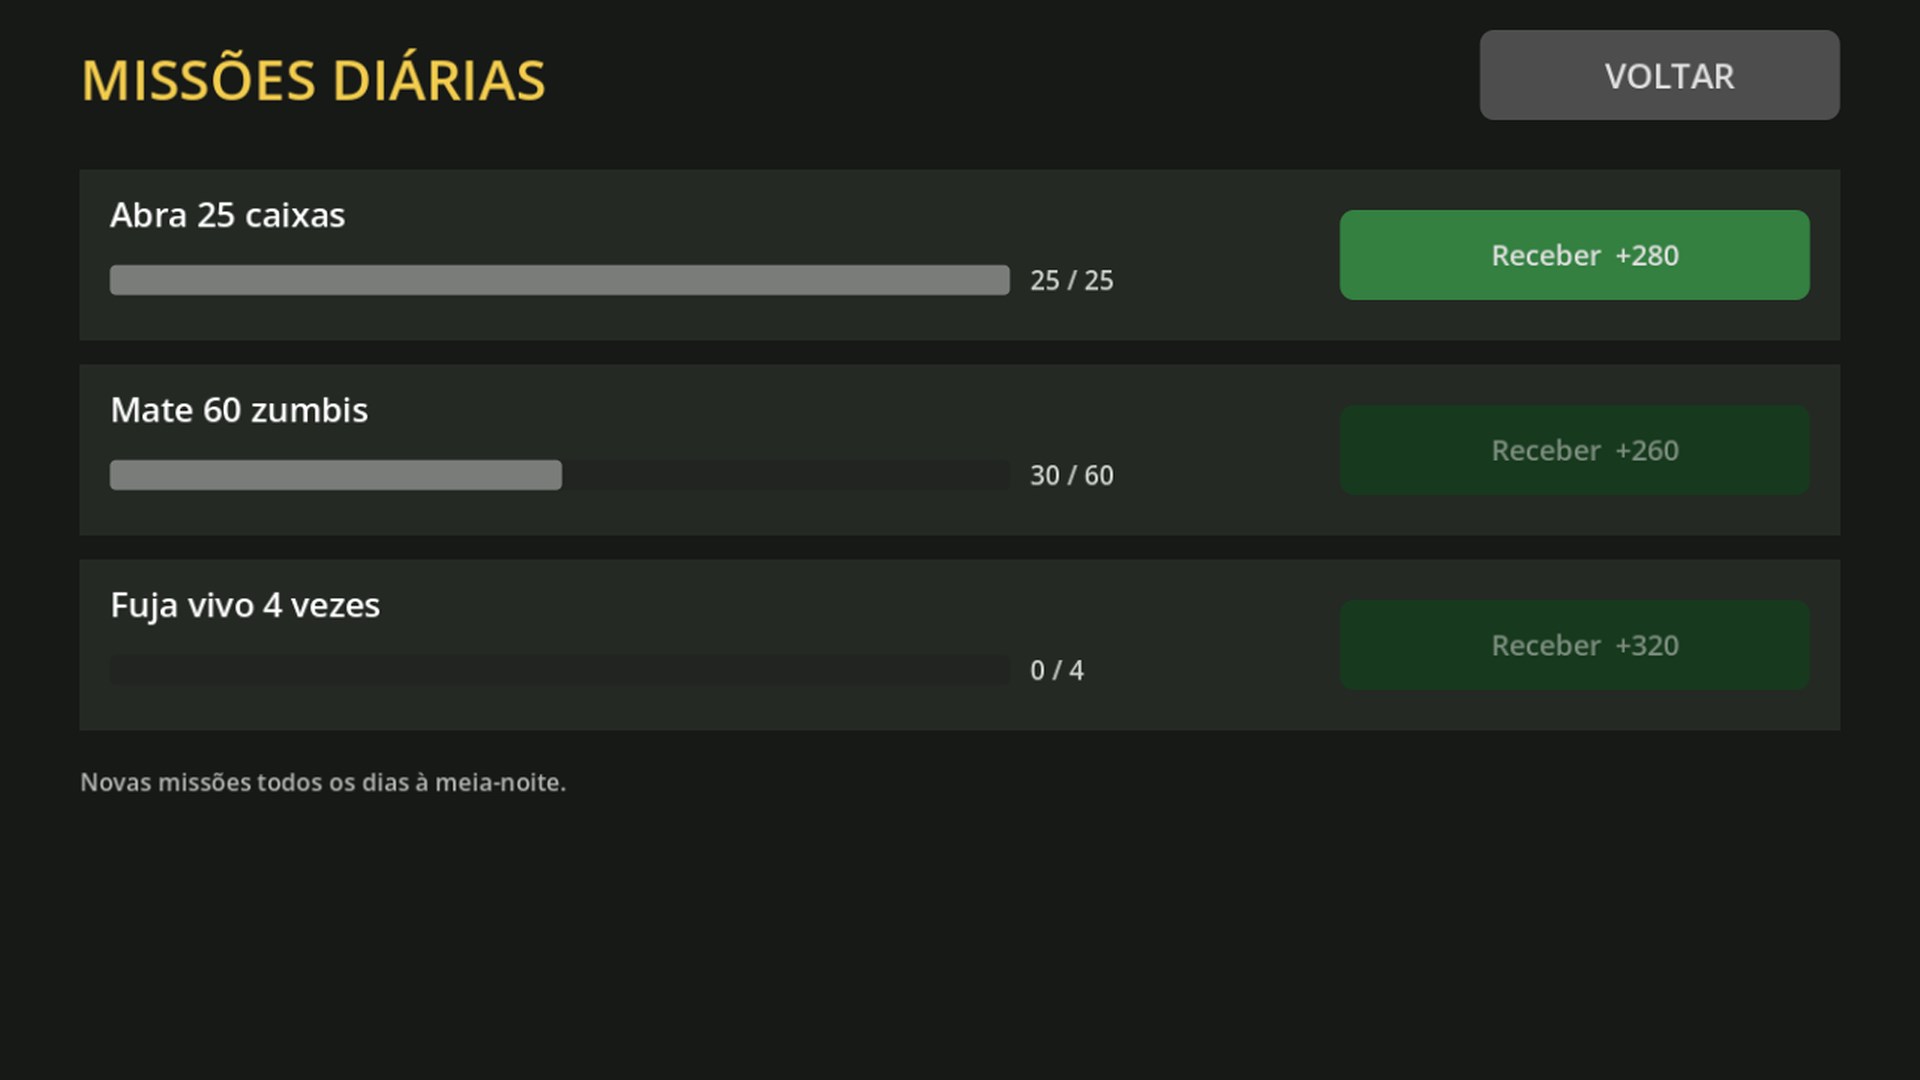 MISSÕES DIÁRIAS
VOLTAR
Abra 25 caixas
25 / 25
Receber +280
Mate 60 zumbis
30 / 60
Receber +260
Fuja vivo 4 vezes
0 / 4
Receber +320
Novas missões todos os dias à meia-noite.